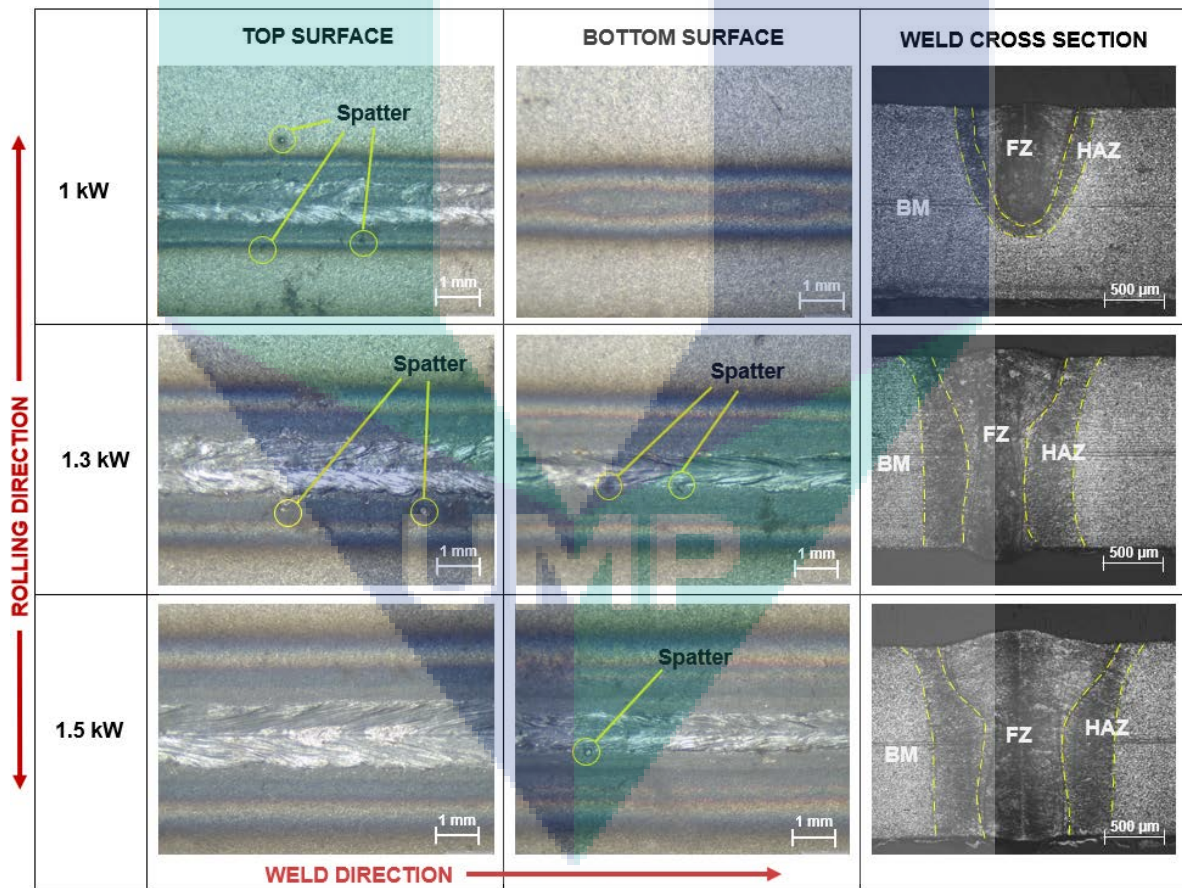 TOP SURFACE
BOTTOM SURFACE
WELD CROSS SECTION
1 kW
Spatter
1 mm
1 mm
FZ
HAZ
BM
500 µm
1.3 kW
Spatter
1 mm
Spatter
1 mm
FZ
HAZ
BM
500 µm
1.5 kW
1 mm
Spatter
1 mm
FZ
HAZ
BM
500 µm
ROLLING DIRECTION
WELD DIRECTION
UMP